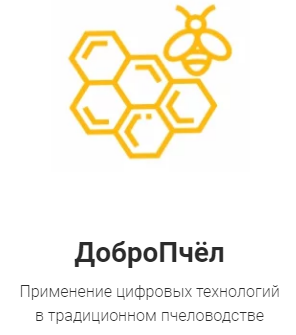 ДоброПчёл
Применение цифровых технологий
в традиционном пчеловодстве